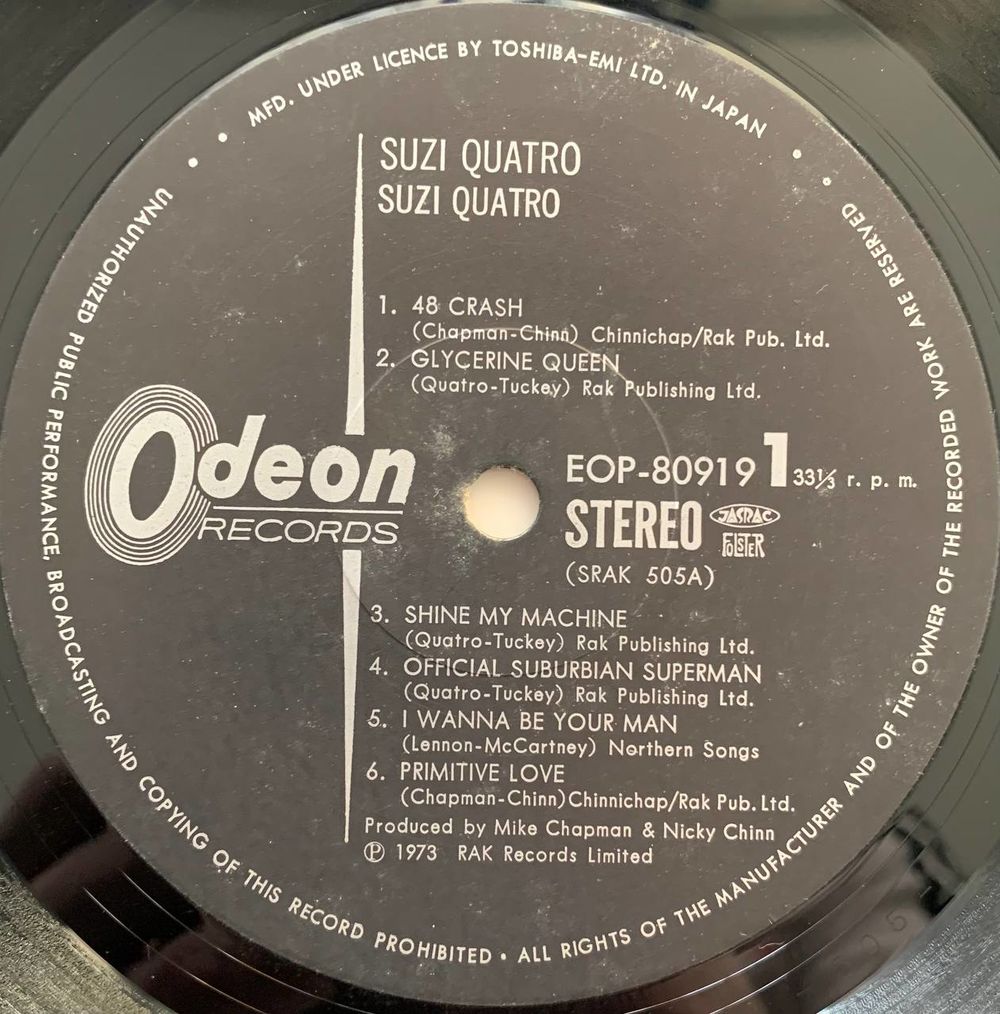 MFD. UNDER LICENCE BY TOSHIBA-EMI LTD. IN JAPAN
SUZI QUATRO
SUZI QUATRO
1. 48 CRASH
(Chapman-Chinn) Chinnichap/Rak Pub. Ltd.
2. GLYCERINE QUEEN
(Quatro-Tuckey) Rak Publishing Ltd.
Odeon
RECORDS
EOP-80919 1 33⅓ r. p. m.
STEREO JASRAC
FOLSTER
(SRAK 505A)
3. SHINE MY MACHINE
(Quatro-Tuckey) Rak Publishing Ltd.
4. OFFICIAL SUBURBIAN SUPERMAN
(Quatro-Tuckey) Rak Publishing Ltd.
5. I WANNA BE YOUR MAN
(Lennon-McCartney) Northern Songs
6. PRIMITIVE LOVE
(Chapman-Chinn) Chinnichap/Rak Pub. Ltd.
Produced by Mike Chapman & Nicky Chinn
Ⓟ 1973 RAK Records Limited
UNAUTHORIZED PUBLIC PERFORMANCE, BROADCASTING AND COPYING OF THIS RECORD PROHIBITED • ALL RIGHTS OF THE MANUFACTURER AND OF THE OWNER OF THE RECORDED WORK ARE RESERVED